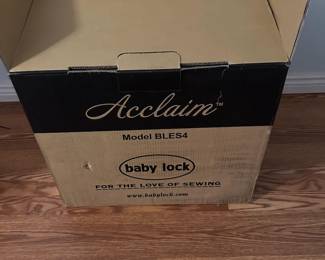 Acclaim™
Model BLES4
baby lock
FOR THE LOVE OF SEWING
www.babylock.com